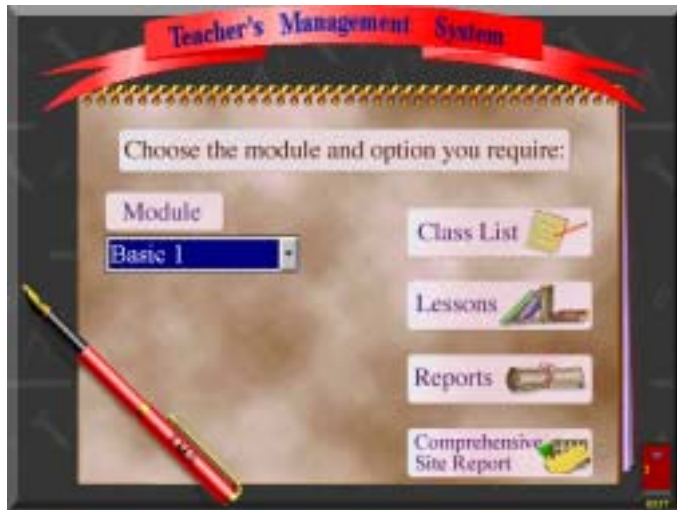 Teacher's Management System
Choose the module and option you require:
Module
Basic 1
Class List
Lessons
Reports
Comprehensive
Site Report